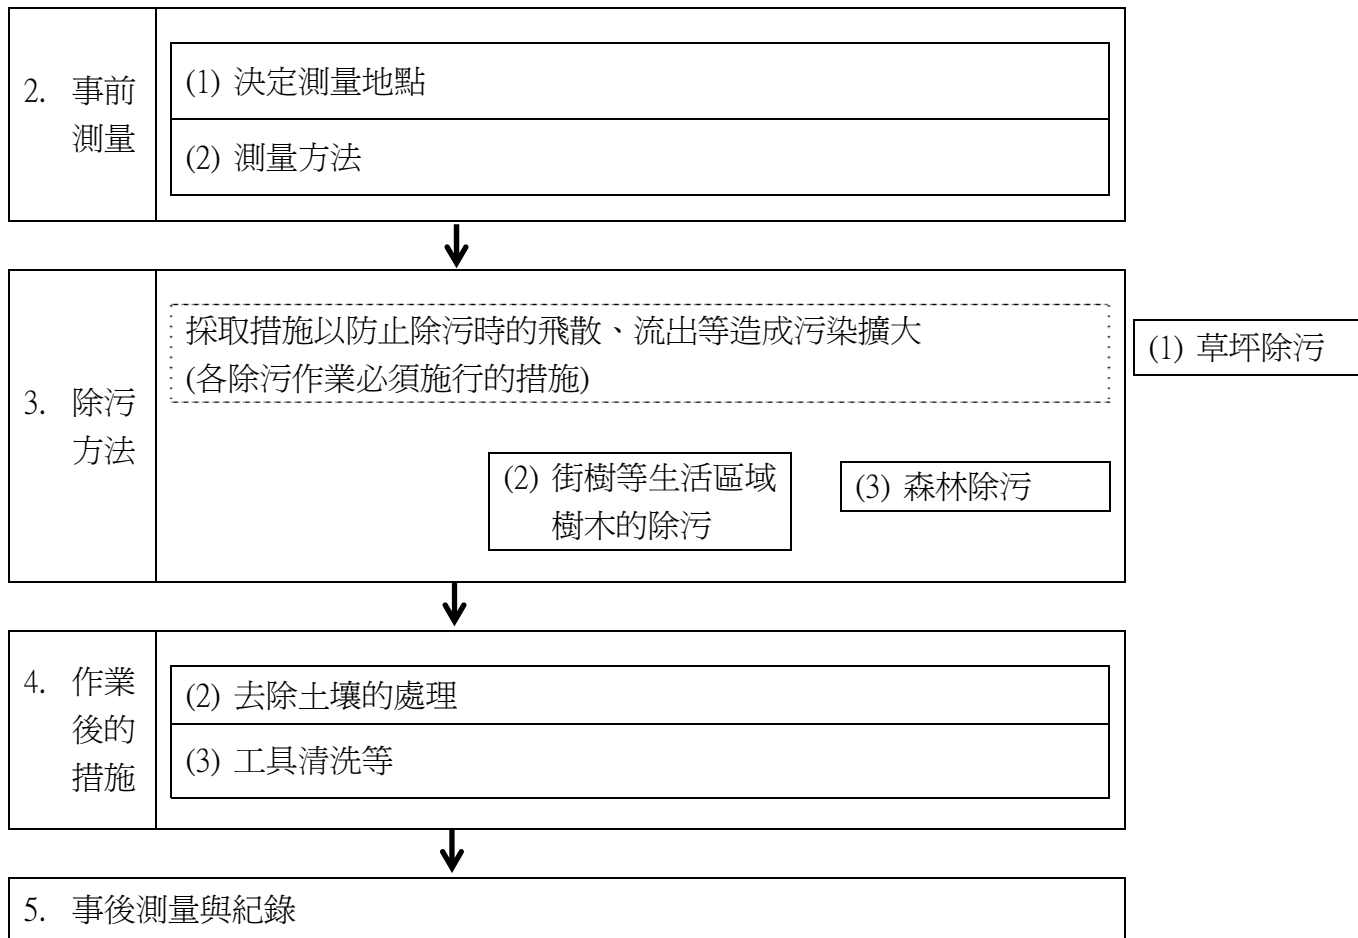 2. 事前
測量
(1) 決定測量地點
(2) 測量方法
3. 除污
方法
採取措施以防止除污時的飛散、流出等造成污染擴大
(各除污作業必須施行的措施)
(1) 草坪除污
(2) 街樹等生活區域
樹木的除污
(3) 森林除污
4. 作業
後的
措施
(2) 去除土壤的處理
(3) 工具清洗等
5. 事後測量與紀錄